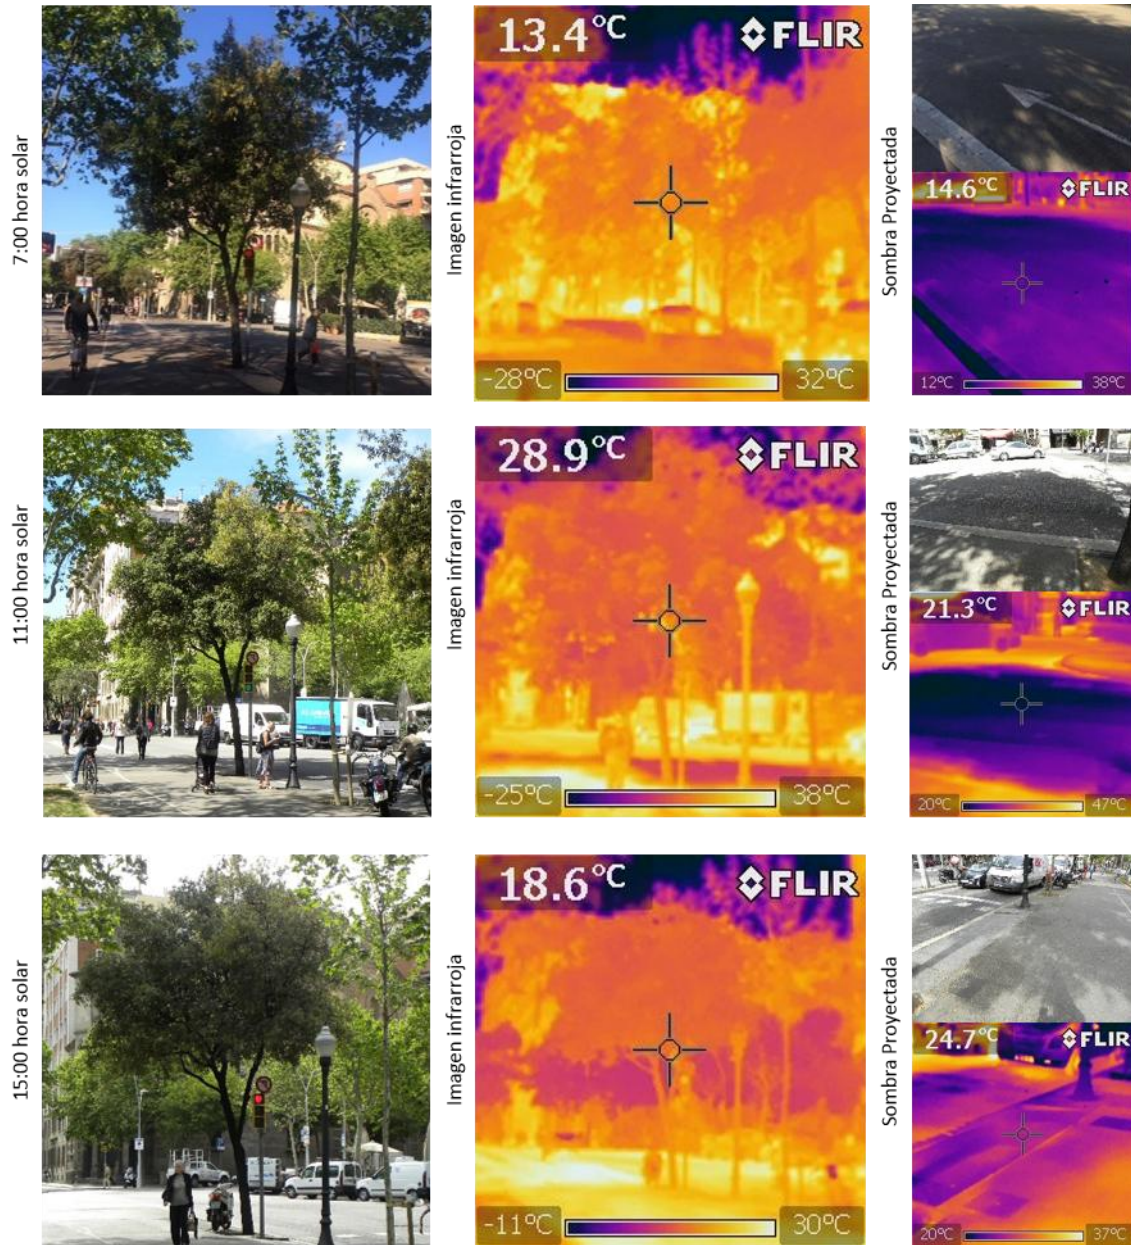 7:00 hora solar
Imagen infrarroja
13.4°C
FLIR
-28°C
32°C
Sombra Proyectada
14.6°C
FLIR
12°C
38°C
11:00 hora solar
Imagen infrarroja
28.9°C
FLIR
-25°C
38°C
Sombra Proyectada
21.3°C
FLIR
20°C
47°C
15:00 hora solar
Imagen infrarroja
18.6°C
FLIR
-11°C
30°C
Sombra Proyectada
24.7°C
FLIR
20°C
37°C